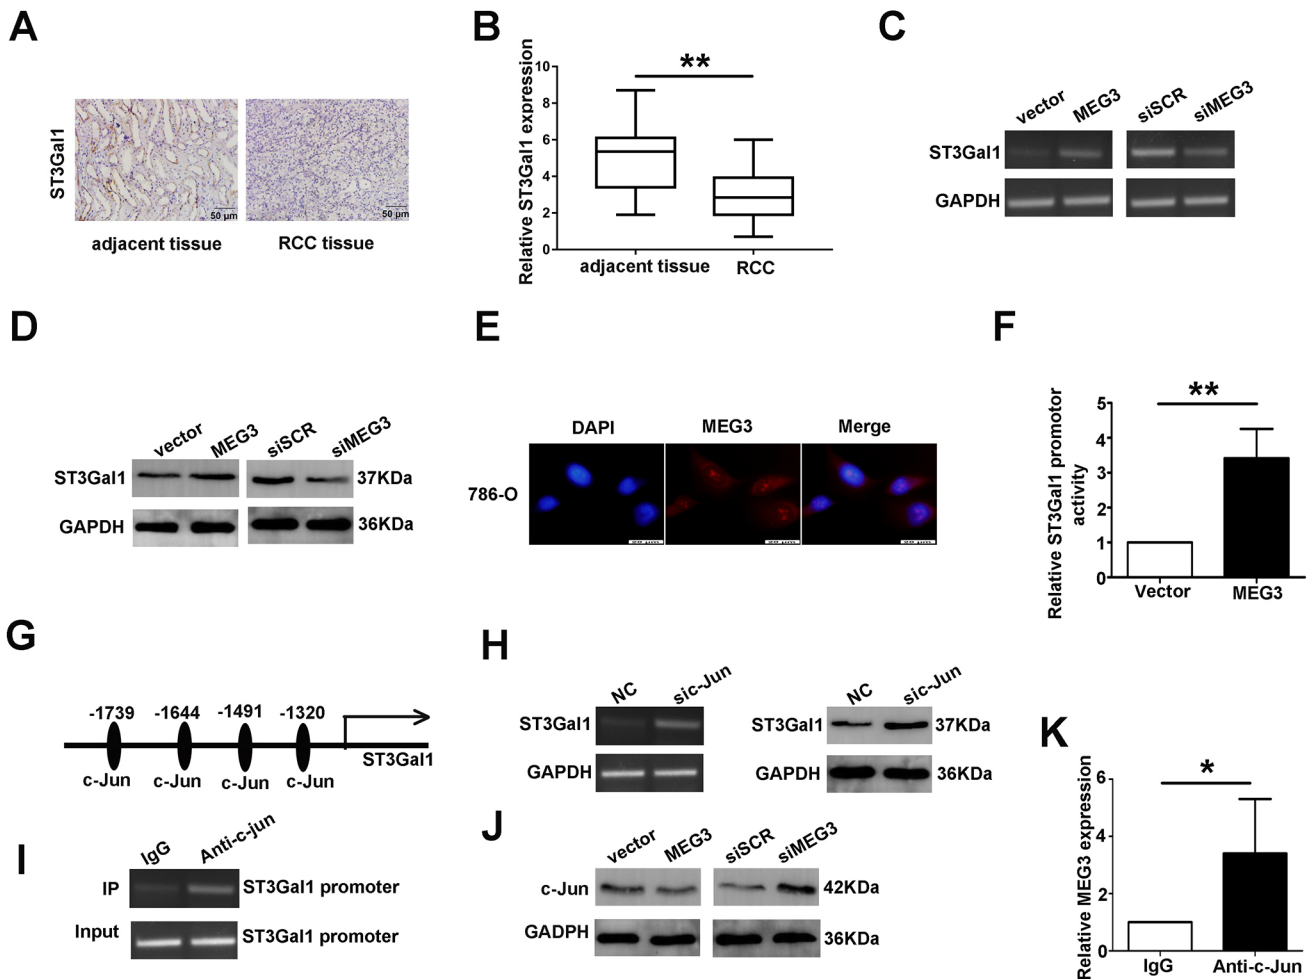 A
ST3Gal1
50 μm
50 μm
adjacent tissue
RCC tissue
B
Relative ST3Gal1 expression
10
8
6
4
2
0
**
adjacent tissue
RCC
C
vector
MEG3
siSCR
siMEG3
ST3Gal1
GAPDH
D
vector
MEG3
siSCR
siMEG3
ST3Gal1
37KDa
GAPDH
36KDa
E
DAPI
MEG3
Merge
786-O
F
Relative ST3Gal1 promotor
activity
5
4
3
2
1
0
**
Vector
MEG3
G
-1739
-1644
-1491
-1320
c-Jun
c-Jun
c-Jun
c-Jun
ST3Gal1
H
NC
sic-Jun
ST3Gal1
GAPDH
NC
sic-Jun
ST3Gal1
37KDa
GAPDH
36KDa
I
IgG
Anti-c-jun
IP
ST3Gal1 promoter
Input
ST3Gal1 promoter
J
vector
MEG3
siSCR
siMEG3
c-Jun
42KDa
GADPH
36KDa
K
Relative MEG3 expression
6
4
2
0
*
IgG
Anti-c-Jun